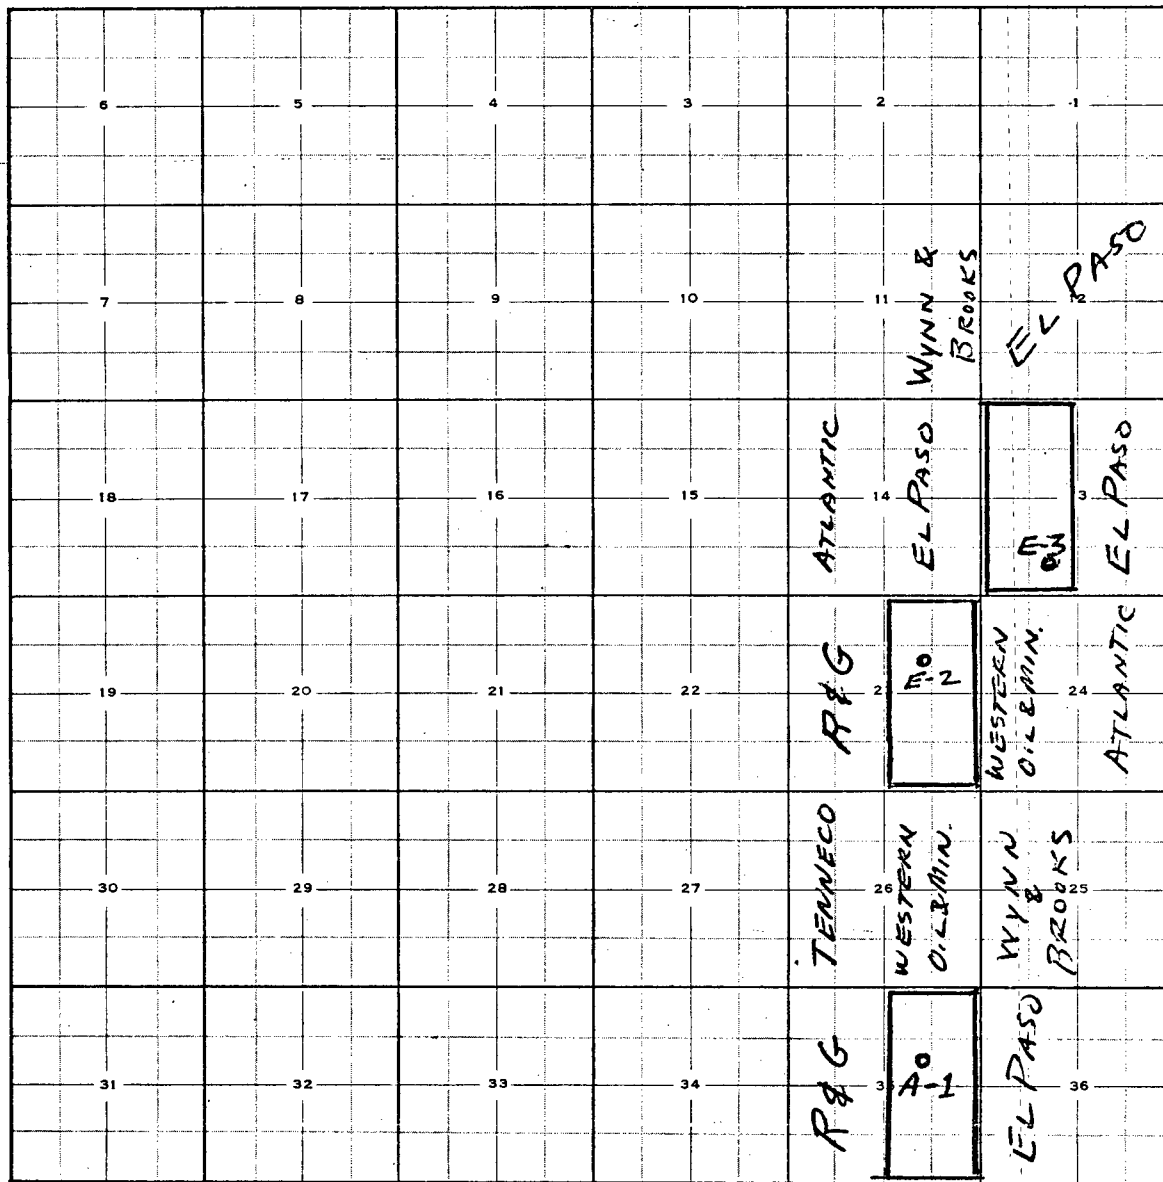 6 5 4 3 2 1
7 8 9 10 11 12
WYNN &
BROOKS
EL PASO
18 17 16 15 14 3
ATLANTIC
EL PASO
E-3
EL PASO
19 20 21 22 2 24
R & G
E-2
WESTERN
OIL & MIN.
ATLANTIC
30 29 28 27 26 25
TENNECO
WESTERN
OIL & MIN.
WYNN
&
BROOKS
31 32 33 34 3 36
R & G
A-1
EL PASO